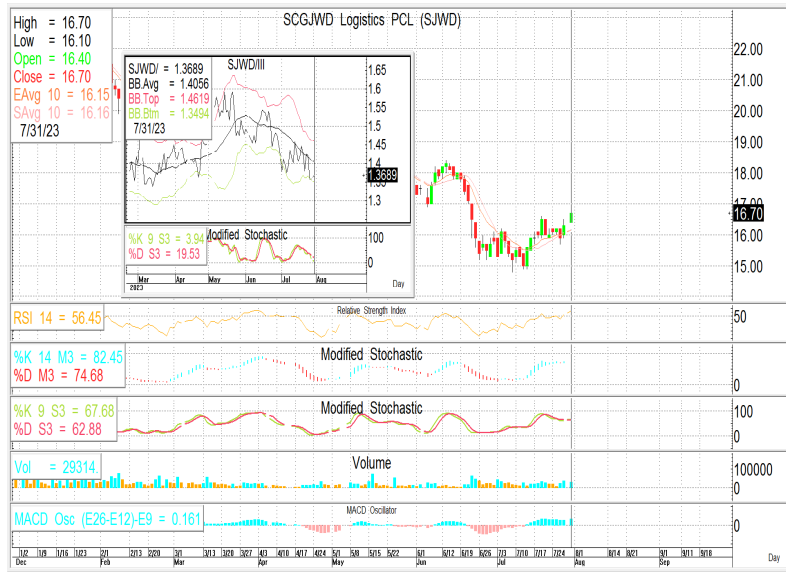 SCGJWD Logistics PCL (SJWD)
High = 16.70
Low = 16.10
Open = 16.40
Close = 16.70
EAvg 10 = 16.15
SAvg 10 = 16.16
7/31/23
SJWD/III
SJWD/ = 1.3689
BB.Avg = 1.4056
BB.Top = 1.4619
BB.Btm = 1.3494
7/31/23
1.65
1.6
1.55
1.5
1.45
1.4
1.3689
1.3
%K 9 S3 = 3.94
%D S3 = 19.53
Modified Stochastic
100
0
Mar Apr May Jun Jul Aug
2023
Day
22.00
21.00
20.00
19.00
18.00
17.00
16.70
16.00
15.00
RSI 14 = 56.45
Relative Strength Index
50
%K 14 M3 = 82.45
%D M3 = 74.68
Modified Stochastic
0
%K 9 S3 = 67.68
%D S3 = 62.88
Modified Stochastic
100
0
Vol = 29314.
Volume
100000
0
MACD Osc (E26-E12)-E9 = 0.161
MACD Oscillator
0
1/2 1/9 1/16 1/23 2/1 2/13 2/20 3/1 3/13 3/20 3/27 4/3 4/10 4/17 4/24 5/1 5/8 5/15 5/22 6/1 6/12 6/19 6/26 7/3 7/10 7/17 7/24 8/1 8/14 8/21 9/1 9/11 9/18
Dec Feb Mar Apr May Jun Jul Aug Sep
Day